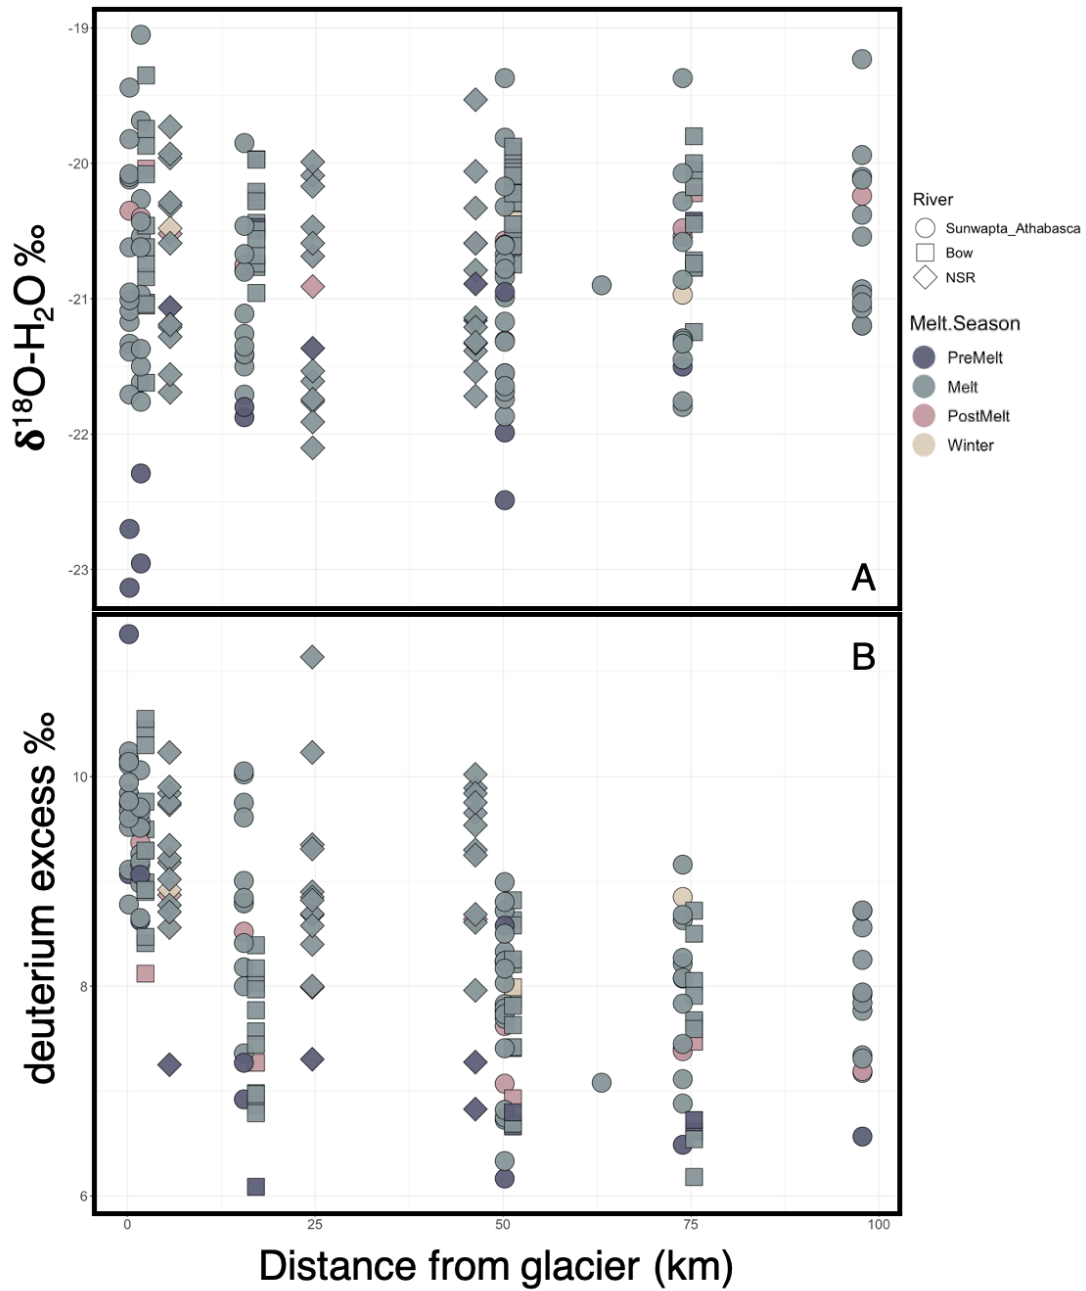 -19
-20
-21
-22
-23
δ¹⁸O-H₂O ‰
A
River
Sunwapta_Athabasca
Bow
NSR
Melt.Season
PreMelt
Melt
PostMelt
Winter
B
10
8
6
deuterium excess ‰
0 25 50 75 100
Distance from glacier (km)